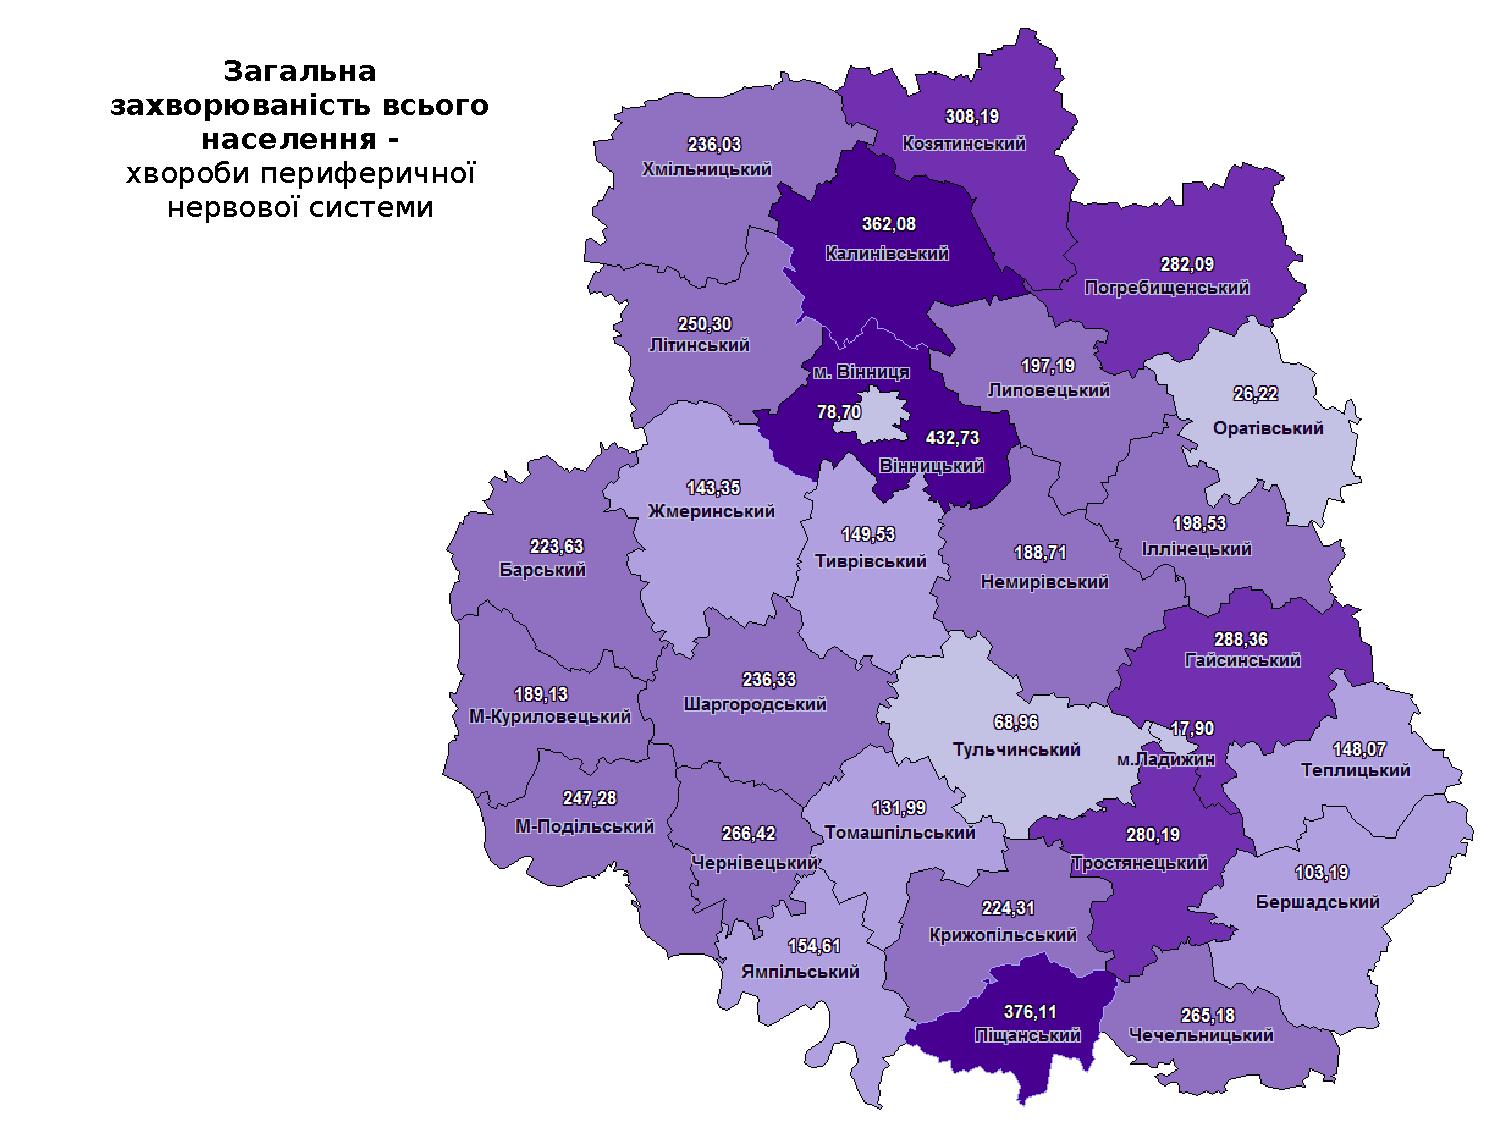 Загальна
захворюваність всього
населення -
хвороби периферичної
нервової системи
308,19
Козятинський
236,03
Хмільницький
362,08
Калинівський
282,09
Погребищенський
250,30
Літинський
197,19
Липовецький
м. Вінниця
78,70
26,22
Оратівський
432,73
Вінницький
143,35
Жмеринський
149,53
Тиврівський
198,53
Іллінецький
223,63
Барський
188,71
Немирівський
288,36
Гайсинський
236,33
Шаргородський
189,13
М-Куриловецький
68,96
Тульчинський
17,90
м.Ладижин
148,07
Теплицький
247,28
М-Подільський
131,99
Томашпільський
266,42
Чернівецький
280,19
Тростянецький
103,19
Бершадський
224,31
Крижопільський
154,61
Ямпільський
376,11
Піщанський
265,18
Чечельницький